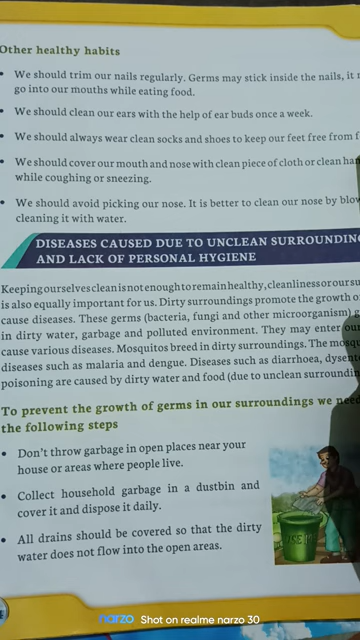 Other healthy habits
• We should trim our nails regularly. Germs may stick inside the nails, it
go into our mouths while eating food.
• We should clean our ears with the help of ear buds once a week.
• We should always wear clean socks and shoes to keep our feet free from
• We should cover our mouth and nose with clean piece of cloth or clean
while coughing or sneezing.
• We should avoid picking our nose. It is better to clean our nose by
cleaning it with water.
DISEASES CAUSED DUE TO UNCLEAN SURROUNDING
AND LACK OF PERSONAL HYGIENE
Keeping ourselves clean is not enough to remain healthy, cleanliness or our
is also equally important for us. Dirty surroundings promote the growth
cause diseases. These germs (bacteria, fungi and other microorganism)
in dirty water, garbage and polluted environment. They may enter our
cause various diseases. Mosquitos breed in dirty surroundings. The
diseases such as malaria and dengue. Diseases such as diarrhoea,
poisoning are caused by dirty water and food (due to unclean
To prevent the growth of germs in our surroundings we need
the following steps
• Don't throw garbage in open places near your
house or areas where people live.
• Collect household garbage in a dustbin and
cover it and dispose it daily.
• All drains should be covered so that the dirty
water does not flow into the open areas.
USE M
narzo Shot on realme narzo 30